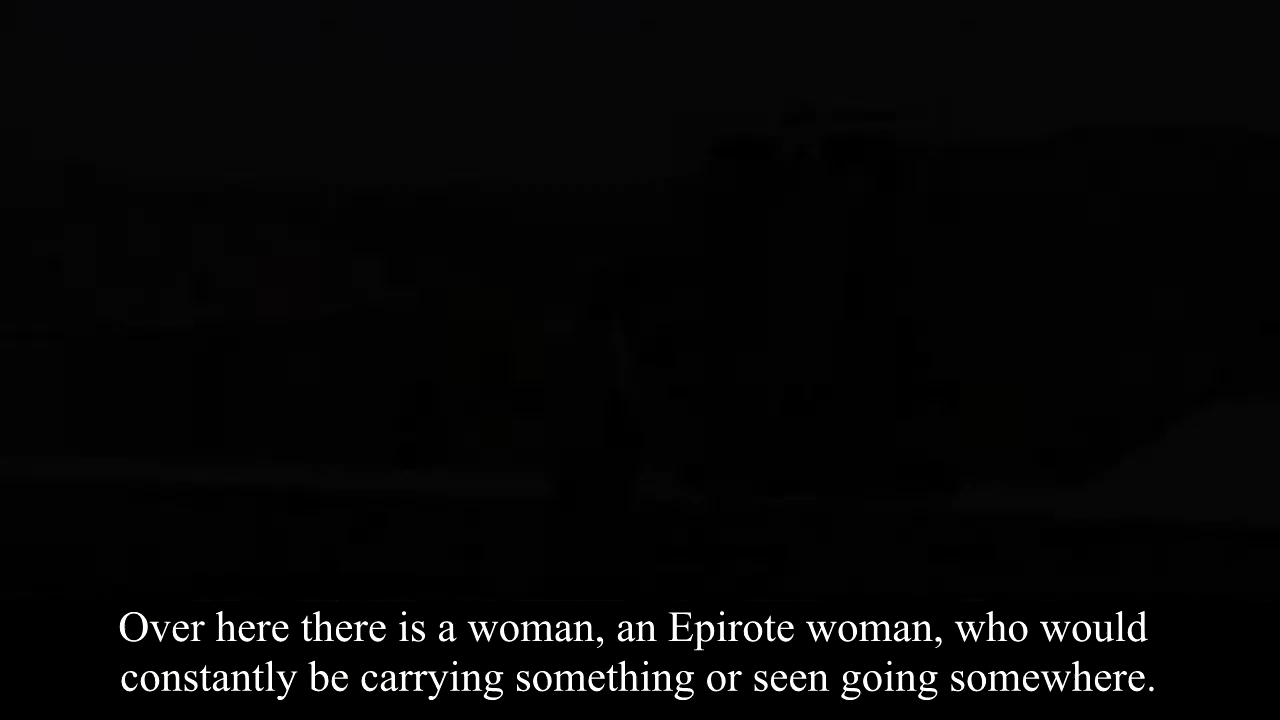 Over here there is a woman, an Epirote woman, who would
constantly be carrying something or seen going somewhere.